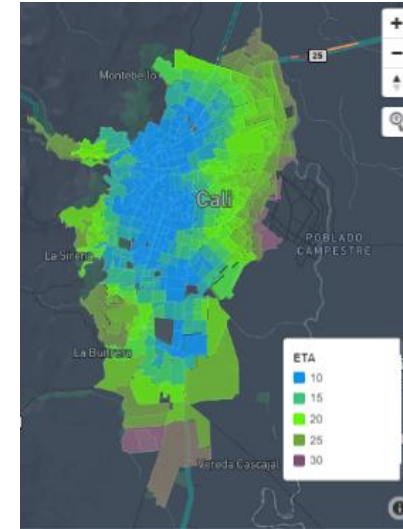 +
25
−
Montebello
Cali
POBLADO
CAMPESTRE
La Sirena
La Buitrera
ETA
10
15
20
25
30
Vereda Cascajal
i